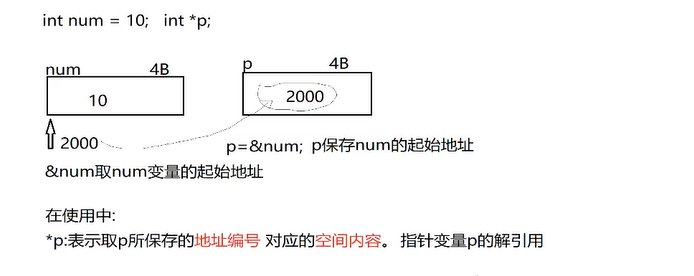 int num = 10; int *p;
num 4B p 4B
10 2000
2000
p=&num; p保存num的起始地址
&num取num变量的起始地址
在使用中:
*p:表示取p所保存的地址编号 对应的空间内容。 指针变量p的解引用